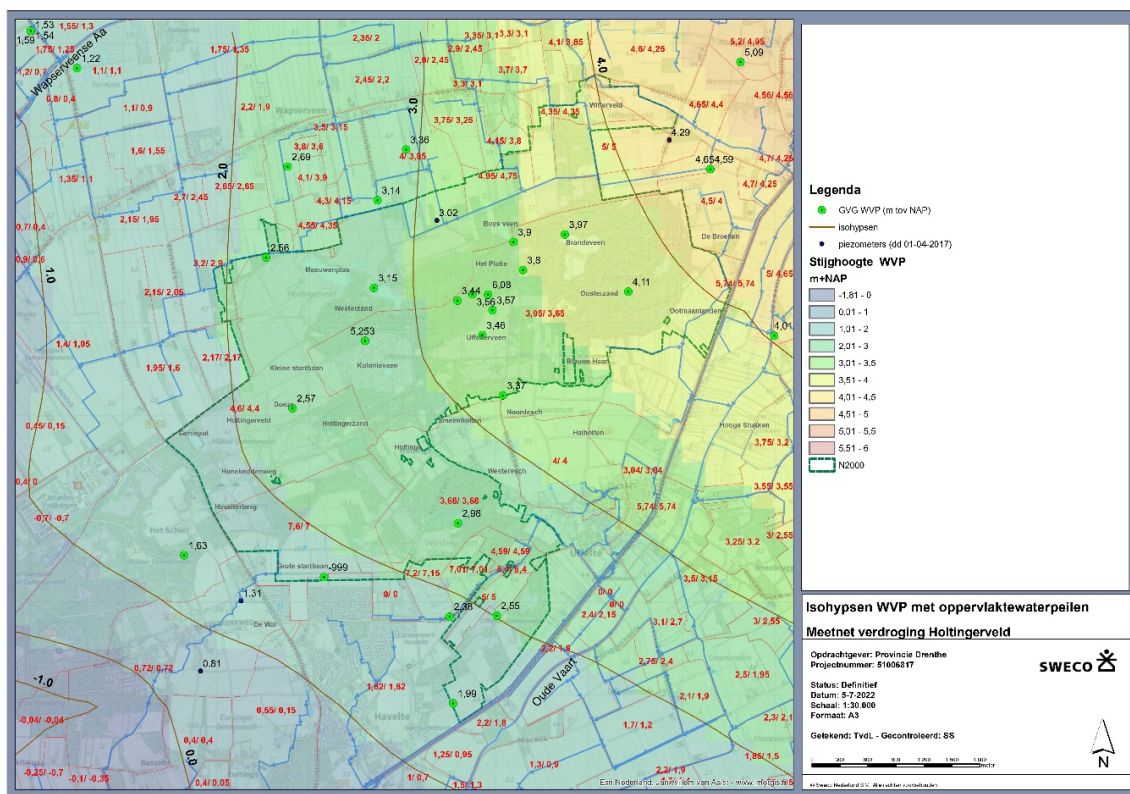 1,53
1,54
1,59
1,55/ 1,3
1,75/ 1,25
Wapserveense Aa
1,22
1,2/ 0,7
1,1/ 1,1
0,8/ 0,4
1,75/ 1,35
2,35/ 2
3,35/ 3,1
3,3/ 3,1
2,9/ 2,45
2,9/ 2,45
4,1/ 3,85
4,8/ 4,25
5,2/ 4,95
5,09
4.0
3,7/ 3,7
3,3/ 3,1
2,45/ 2,2
Wapserveen
2,2/ 1,9
1,1/ 0,9
3.0
3,75/ 3,25
4,35/ 4,35
Witterveld
4,65/ 4,4
4,56/ 4,56
3,5/ 3,15
3,8/ 3,6
4,15/ 3,8
5/ 5
4.29
1,6/ 1,55
3,36
4/ 3,85
2,69
4,1/ 3,9
4,654,59
4,7/ 4,25
1,35/ 1,1
2.0
2,65/ 2,65
4,95/ 4,75
4,7/ 4,25
2,7/ 2,45
3,14
4,3/ 4,15
4,5/ 4
2,15/ 1,95
3.02
4,55/ 4,35
Boys veen
3,9
3,97
Brandeveen
De Broeken
0,7/ 0,4
0,9/ 0,6
1.0
3,2/ 2,9
2,56
Meeuwenplas
Het Platte
3,8
5,74/ 5,74
5/ 4,65
2,15/ 2,05
3,15
3,44
6,08
3,56
3,57
4,11
Oosterzand
Westerzand
3,95/ 3,65
Ootmaanlanden
3,46
Uffelterveen
4,01
1,4/ 1,05
5,253
2,17/ 2,17
Kleine startbaan
Kolonieveen
Blauwe Haan
1,95/ 1,6
3,37
4,6/ 4,4
2,57
Noordesch
0,45/ 0,15
Holtingerveld
Holtingerzand
Halholten
Hooge Stukken
3,75/ 3,2
Hunebeddenweg
Westeresch
4/ 4
3,04/ 3,04
0,4/ 0
-0,7/ -0,7
Havelterberg
3,68/ 3,68
2,98
5,74/ 5,74
3,55/ 3,55
7,6/ 7
Het Schier
1,63
4,59/ 4,59
Uffelte
3,25/ 3,2
3/ 2,55
Grote startbaan
-999
7,2/ 7,15
7,01/ 7,01
3,5/ 3,15
1.31
0/ 0
5/ 5
0/ 0
0/ 0
2,4/ 2,15
De Wal
2,38
2,55
3,1/ 2,7
3/ 2,55
0,72/ 0,72
0.81
2,2/ 1,9
2,75/ 2,4
-1.0
1,82/ 1,82
Oude Vaart
2,5/ 1,95
-0,04/ -0,04
0,55/ 0,15
1,99
Havelte
2,2/ 1,8
2,1/ 1,9
2,3/ 2,1
1,7/ 1,2
0,4/ 0,4
0.0
Busselte
-0,25/ -0,7
-0,1/ -0,35
1,25/ 0,95
1,3/ 0,9
1,85/ 1,5
0,4/ 0,05
1/ 0,7
1,5/ 1,3
2,2/ 1,9
Legenda
GVG WVP (m tov NAP)
isohypsen
piezometers (dd 01-04-2017)
Stijghoogte WVP
m+NAP
-1,81 - 0
0,01 - 1
1,01 - 2
2,01 - 3
3,01 - 3,5
3,51 - 4
4,01 - 4,5
4,51 - 5
5,01 - 5,5
5,51 - 6
N2000
Isohypsen WVP met oppervlaktewaterpeilen
Meetnet verdroging Holtingerveld
Opdrachtgever: Provincie Drenthe
Projectnummer: 51006817
SWECO
Status: Definitief
Datum: 5-7-2022
Schaal: 1:30.000
Formaat: A3
Getekend: TvdL - Gecontroleerd: SS
N